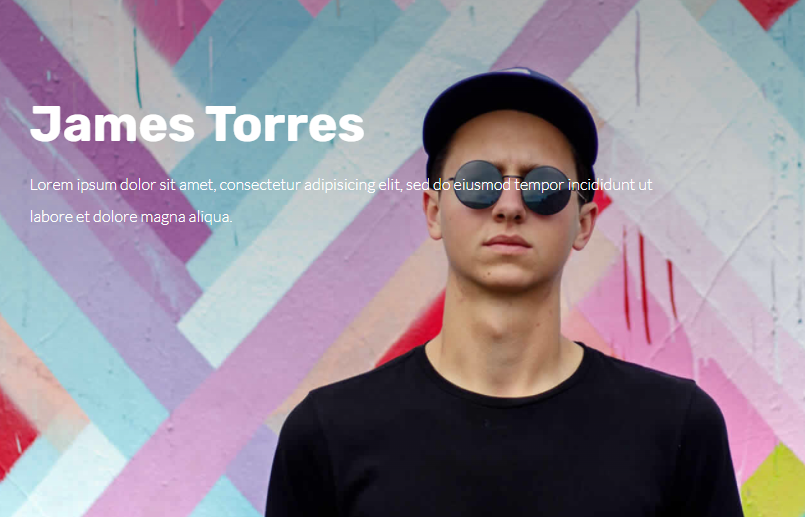 James Torres
Lorem ipsum dolor sit amet, consectetur adipisicing elit, sed do eiusmod tempor incididunt ut
labore et dolore magna aliqua.